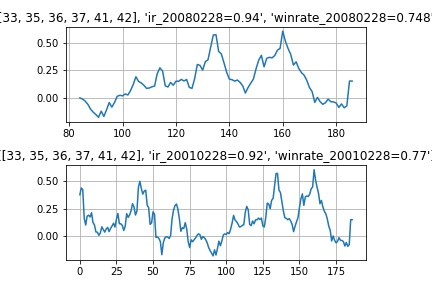 [33, 35, 36, 37, 41, 42], 'ir_20080228=0.94', 'winrate_20080228=0.748'
0.50
0.25
0.00
80 100 120 140 160 180
[[33, 35, 36, 37, 41, 42], 'ir_20010228=0.92', 'winrate_20010228=0.77']
0.50
0.25
0.00
0 25 50 75 100 125 150 175